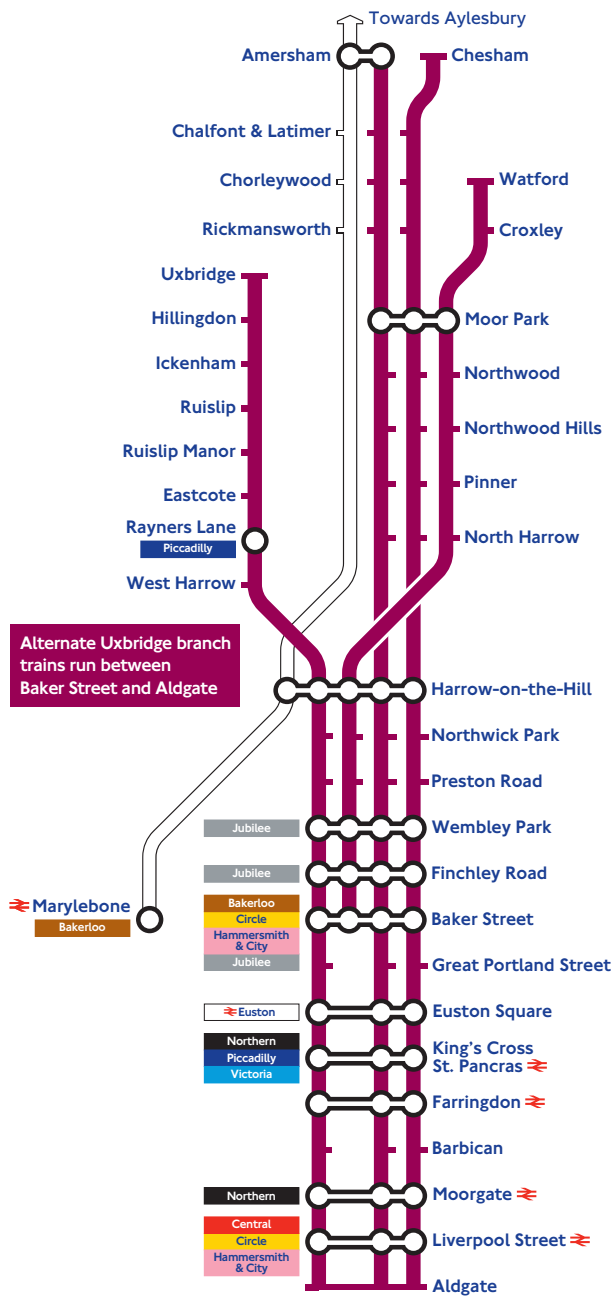 Towards Aylesbury
Amersham
Chesham
Chalfont & Latimer
Chorleywood
Watford
Rickmansworth
Croxley
Uxbridge
Hillingdon
Moor Park
Ickenham
Northwood
Ruislip
Northwood Hills
Ruislip Manor
Pinner
Eastcote
Rayners Lane
Piccadilly
North Harrow
West Harrow
Alternate Uxbridge branch
trains run between
Baker Street and Aldgate
Harrow-on-the-Hill
Northwick Park
Preston Road
Jubilee
Wembley Park
Jubilee
Finchley Road
Marylebone
Bakerloo
Bakerloo
Circle
Hammersmith
& City
Jubilee
Baker Street
Great Portland Street
Euston
Euston Square
Northern
Piccadilly
Victoria
King's Cross
St. Pancras
Farringdon
Barbican
Northern
Moorgate
Central
Circle
Hammersmith
& City
Liverpool Street
Aldgate